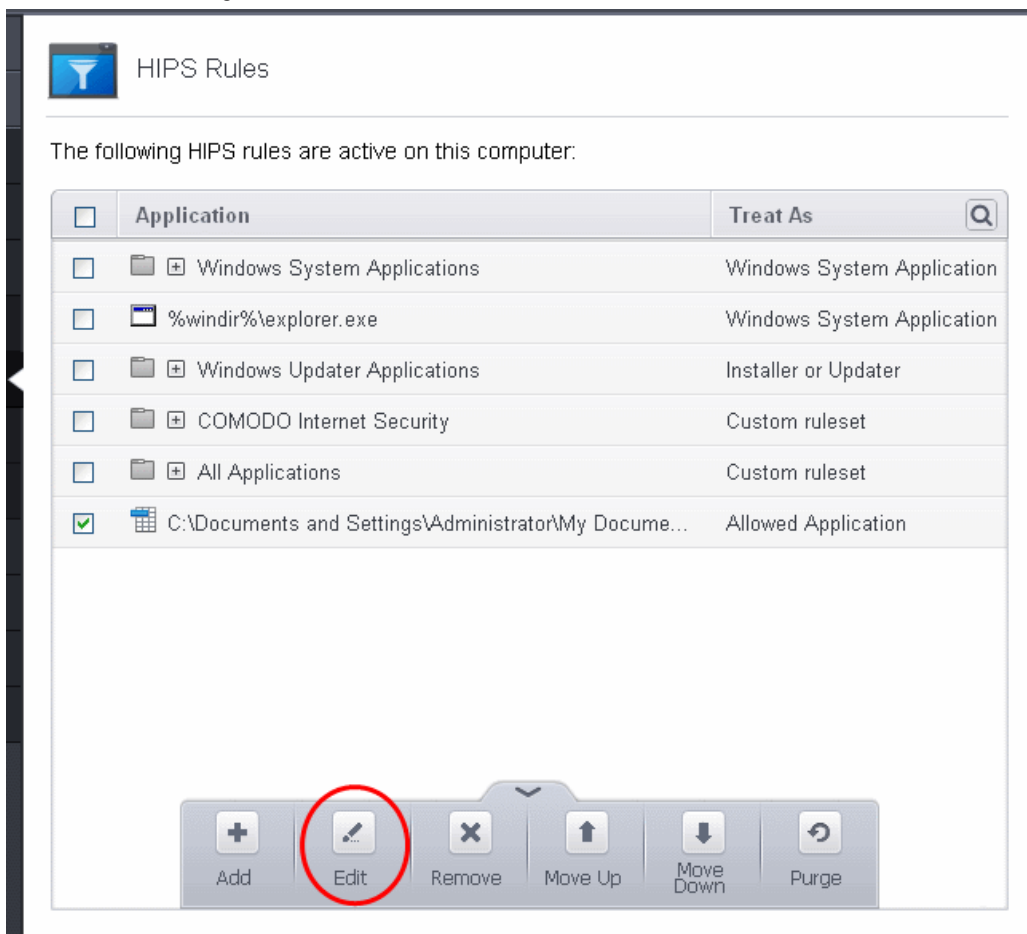 HIPS Rules
The following HIPS rules are active on this computer:
Application Treat As
Windows System Applications Windows System Application
%windir%\explorer.exe Windows System Application
Windows Updater Applications Installer or Updater
COMODO Internet Security Custom ruleset
All Applications Custom ruleset
C:\Documents and Settings\Administrator\My Docume... Allowed Application
Add Edit Remove Move Up Move Down Purge